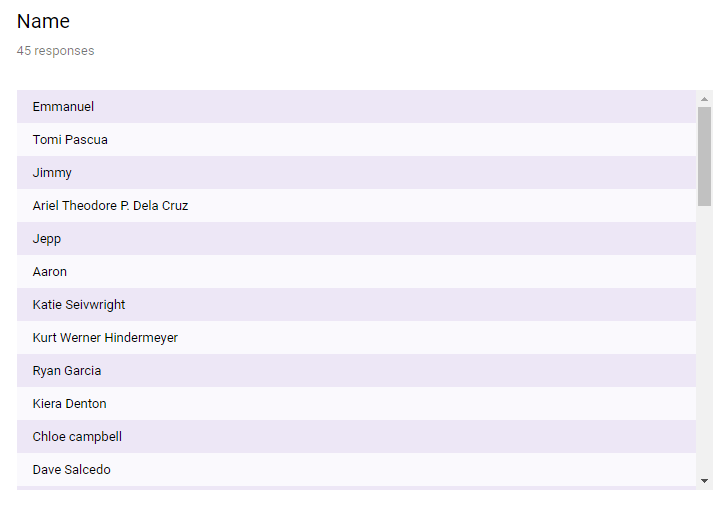 Name
45 responses
Emmanuel
Tomi Pascua
Jimmy
Ariel Theodore P. Dela Cruz
Jepp
Aaron
Katie Seivwright
Kurt Werner Hindermeyer
Ryan Garcia
Kiera Denton
Chloe campbell
Dave Salcedo